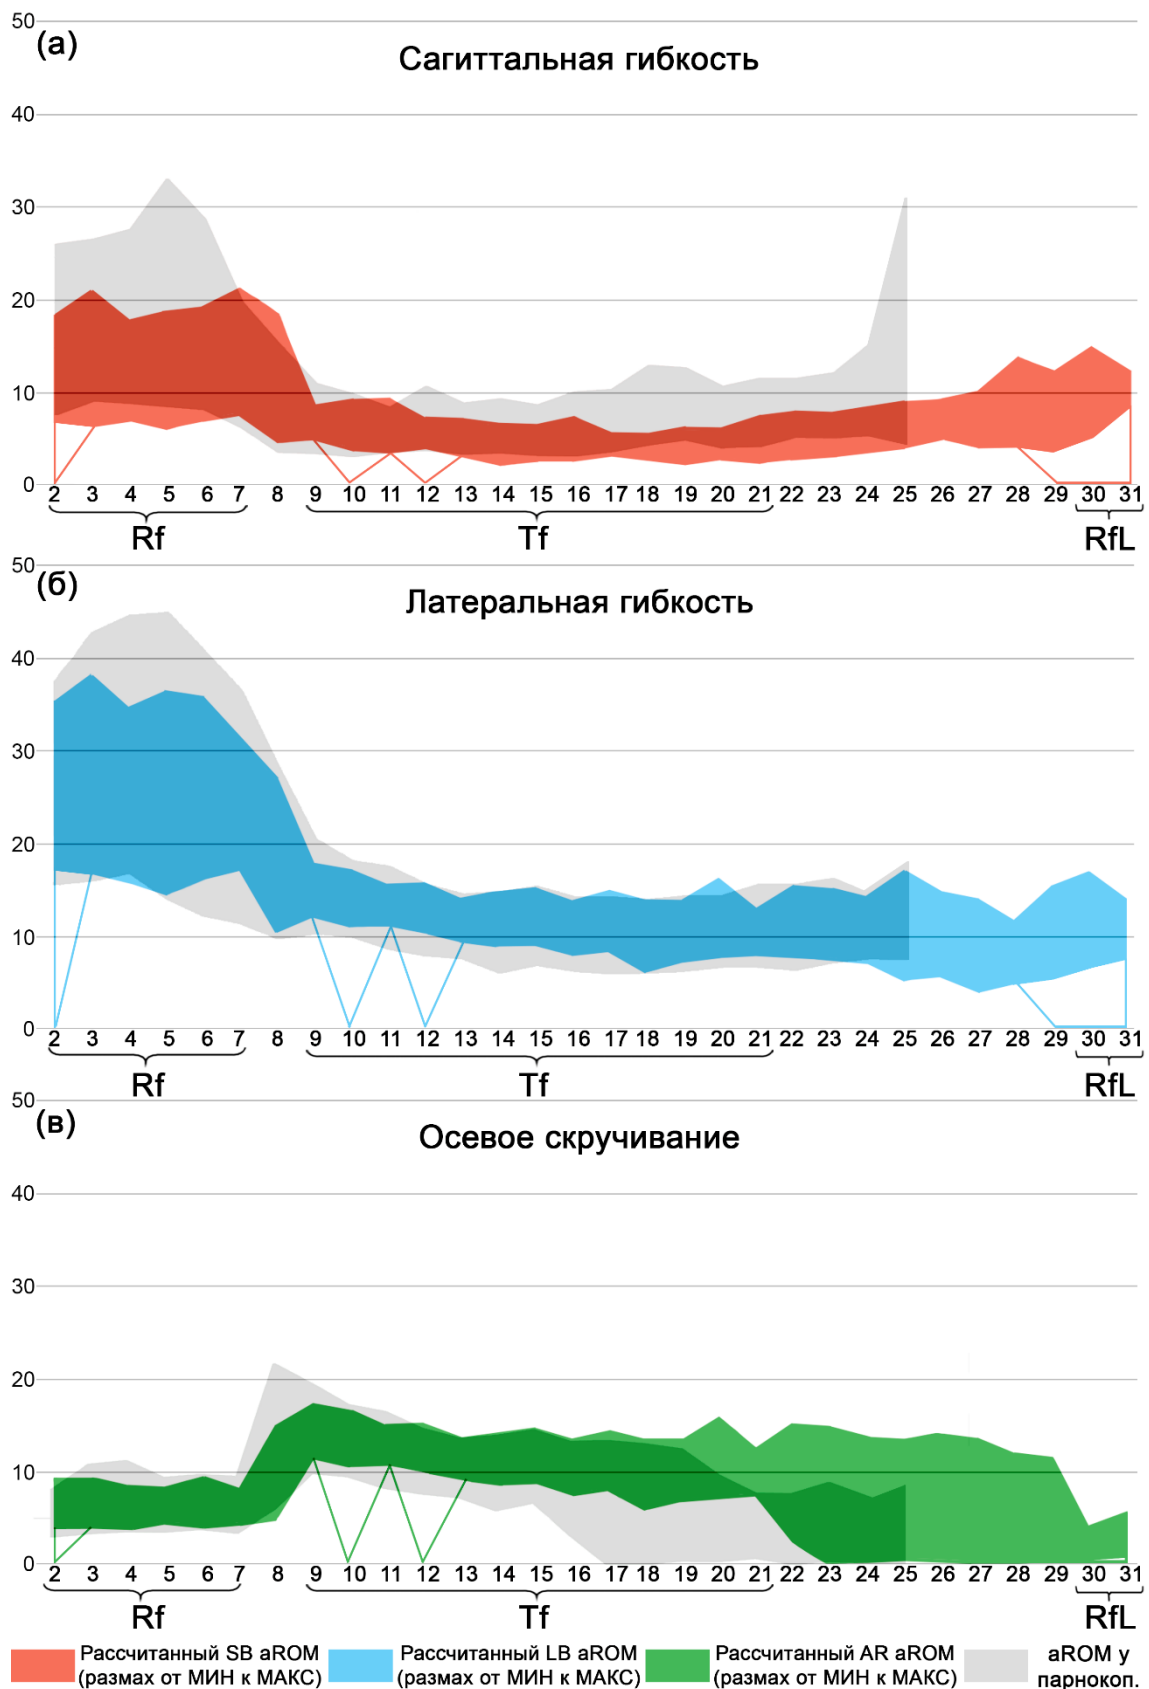 50
(а)
Сагиттальная гибкость
40
30
20
10
0
2 3 4 5 6 7 8 9 10 11 12 13 14 15 16 17 18 19 20 21 22 23 24 25 26 27 28 29 30 31
Rf Tf RfL
50
(б)
Латеральная гибкость
40
30
20
10
0
2 3 4 5 6 7 8 9 10 11 12 13 14 15 16 17 18 19 20 21 22 23 24 25 26 27 28 29 30 31
Rf Tf RfL
50
(в)
Осевое скручивание
40
30
20
10
0
2 3 4 5 6 7 8 9 10 11 12 13 14 15 16 17 18 19 20 21 22 23 24 25 26 27 28 29 30 31
Rf Tf RfL
Рассчитанный SB aROM
(размах от МИН к МАКС)
Рассчитанный LB aROM
(размах от МИН к МАКС)
Рассчитанный AR aROM
(размах от МИН к МАКС)
aROM у
парнокоп.